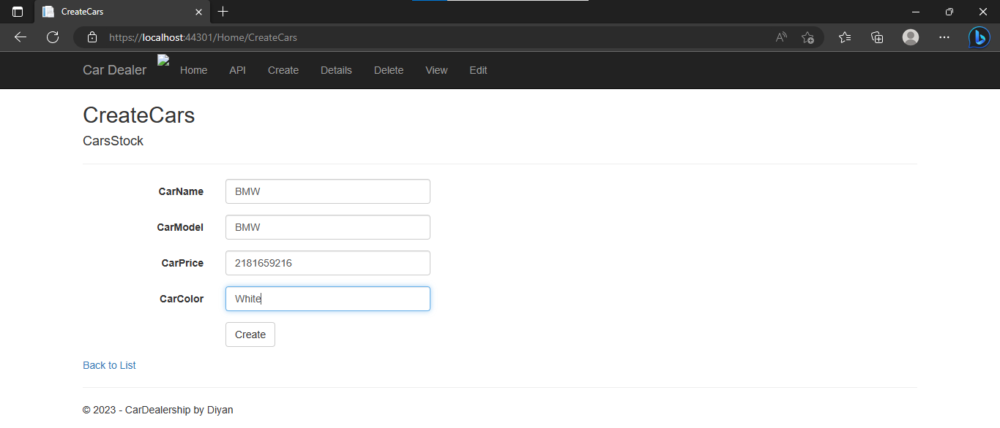 CreateCars
https://localhost:44301/Home/CreateCars
Car Dealer Home API Create Details Delete View Edit
CreateCars
CarsStock
CarName BMW
CarModel BMW
CarPrice 2181659216
CarColor White
Create
Back to List
© 2023 - CarDealership by Diyan